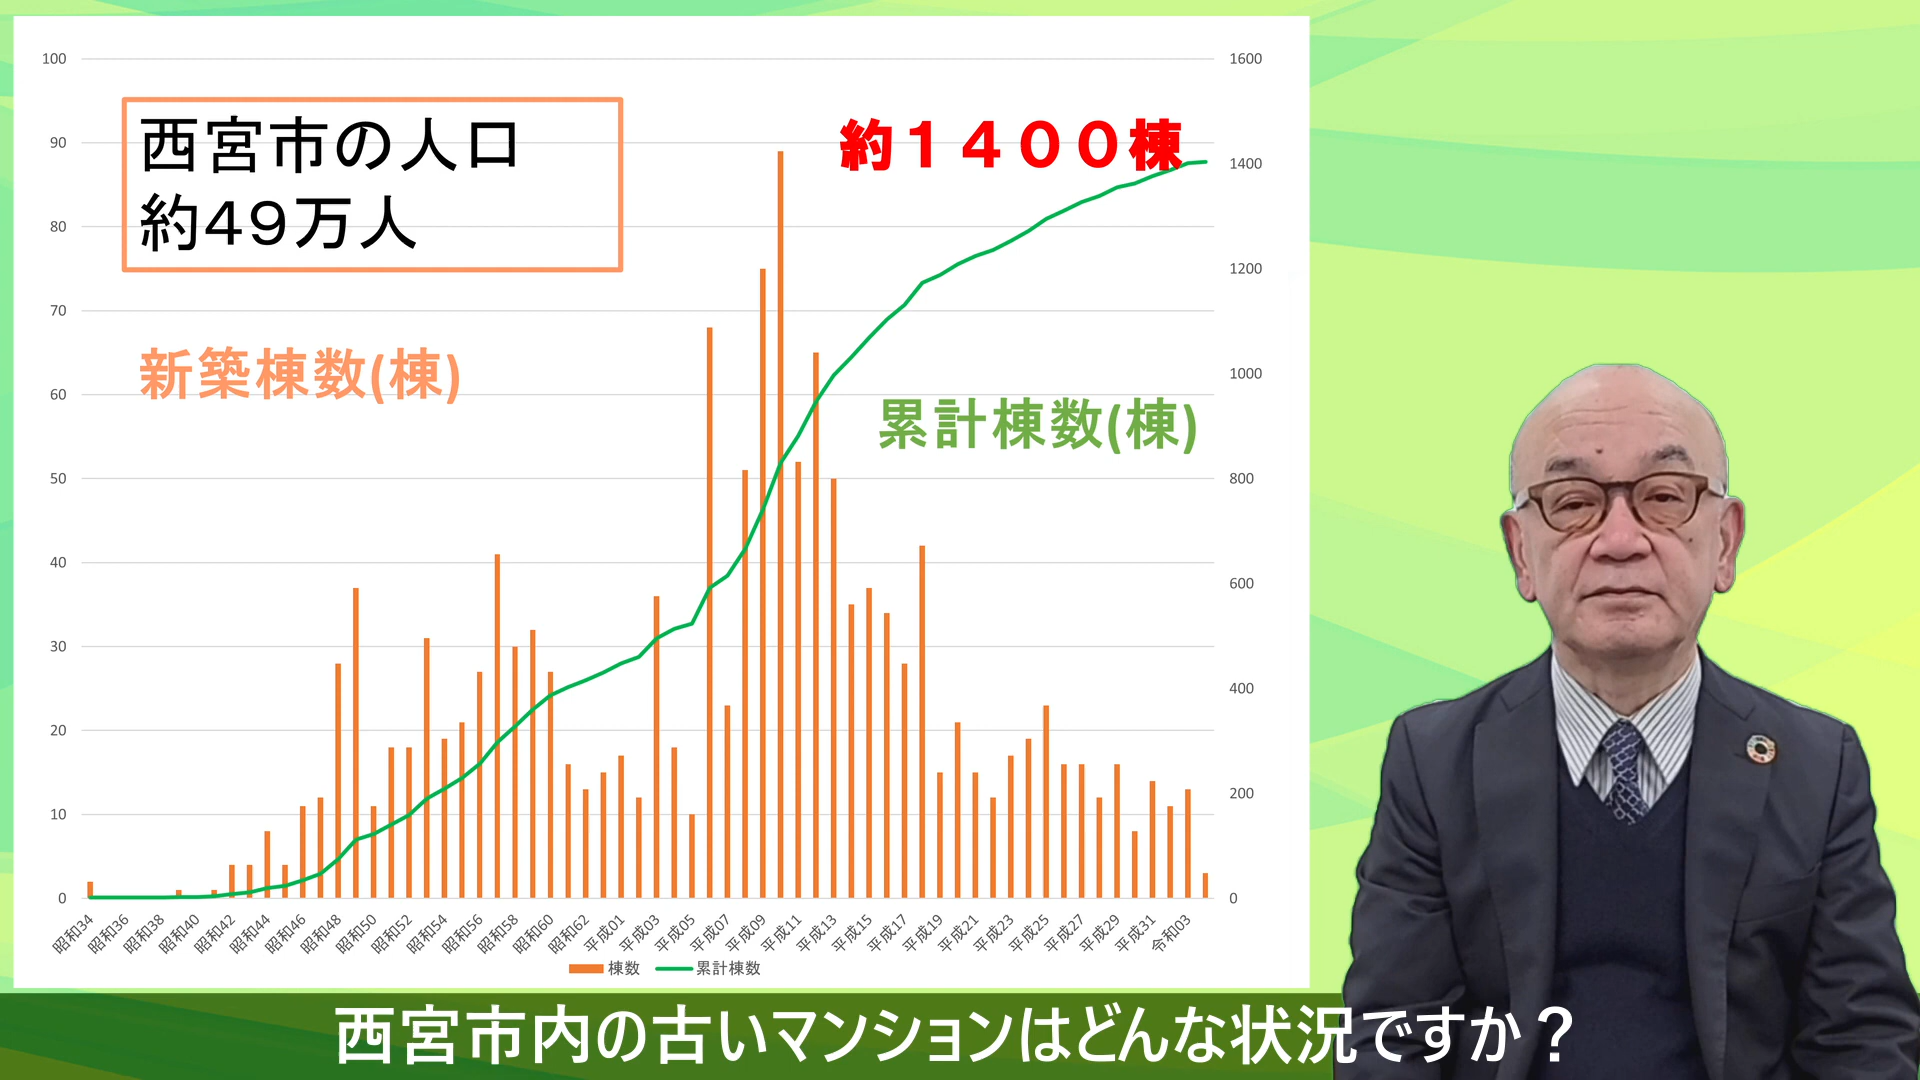 100
90
80
70
60
50
40
30
20
10
0
西宮市の人口
約49万人
新築棟数(棟)
約１４００棟
累計棟数(棟)
1600
1400
1200
1000
800
600
400
200
0
昭和34
昭和36
昭和38
昭和40
昭和42
昭和44
昭和46
昭和48
昭和50
昭和52
昭和54
昭和56
昭和58
昭和60
昭和62
平成01
平成03
平成05
平成07
平成09
平成11
平成13
平成15
平成17
平成19
平成21
平成23
平成25
平成27
平成29
平成31
令和03
棟数
累計棟数
西宮市内の古いマンションはどんな状況ですか？